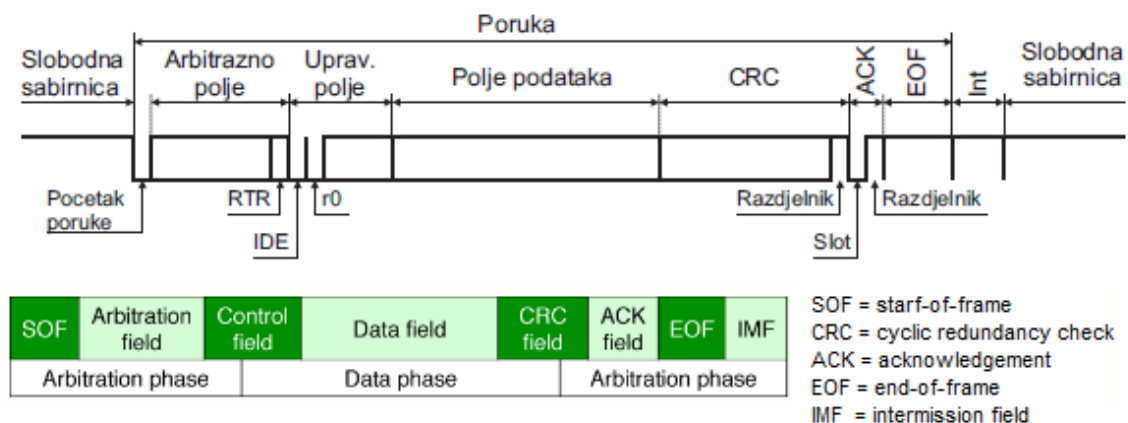 Poruka
Slobodna
sabirnica
Arbitrazno
polje
Uprav.
polje
Polje podataka
CRC
ACK
EOF
Int
Slobodna
sabirnica
Pocetak
poruke
RTR
IDE
r0
Razdjelnik
Slot
Razdjelnik
SOF
Arbitration
field
Control
field
Data field
CRC
field
ACK
field
EOF
IMF
Arbitration phase
Data phase
Arbitration phase
SOF = starf-of-frame
CRC = cyclic redundancy check
ACK = acknowledgement
EOF = end-of-frame
IMF = intermission field